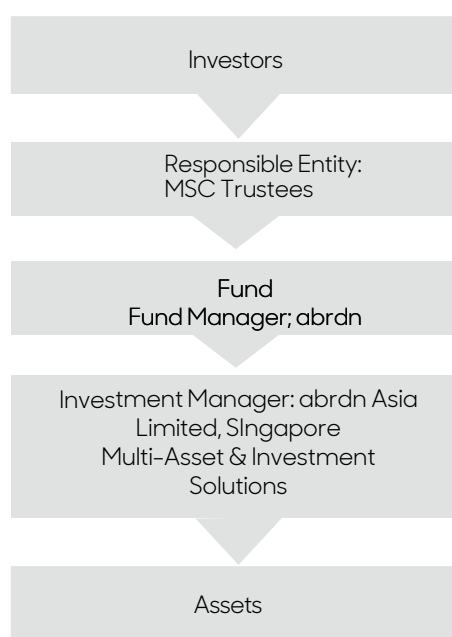 Investors
Responsible Entity:
MSC Trustees
Fund
Fund Manager; abrdn
Investment Manager: abrdn Asia
Limited, SIngapore
Multi-Asset & Investment
Solutions
Assets